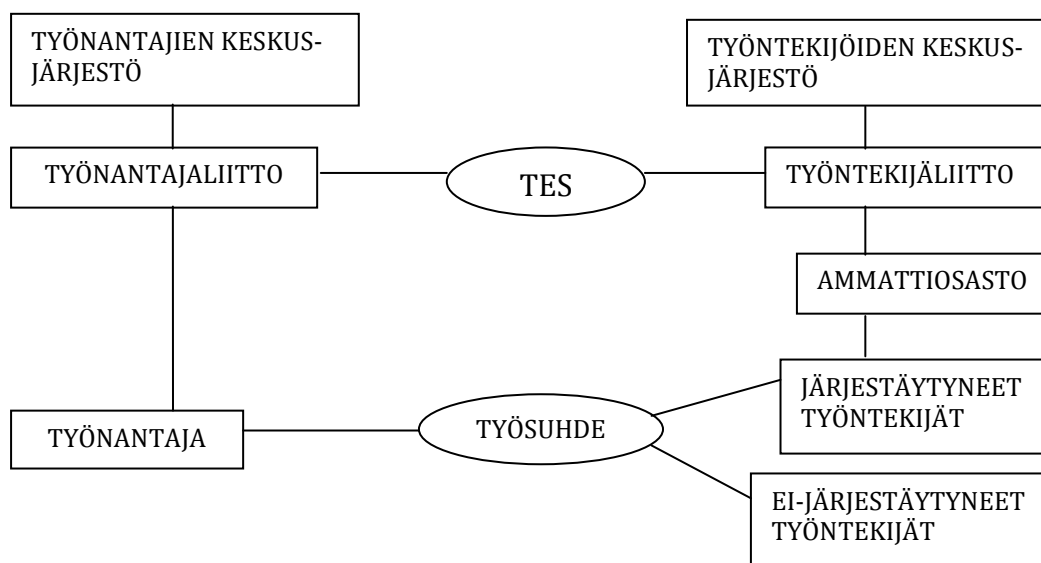 TYÖNANTAJIEN KESKUS-
JÄRJESTÖ
TYÖNTEKIJÖIDEN KESKUS-
JÄRJESTÖ
TYÖNANTAJALIITTO
TES
TYÖNTEKIJÄLIITTO
AMMATTIOSASTO
JÄRJESTÄYTYNEET
TYÖNTEKIJÄT
TYÖNANTAJA
TYÖSUHDE
EI-JÄRJESTÄYTYNEET
TYÖNTEKIJÄT